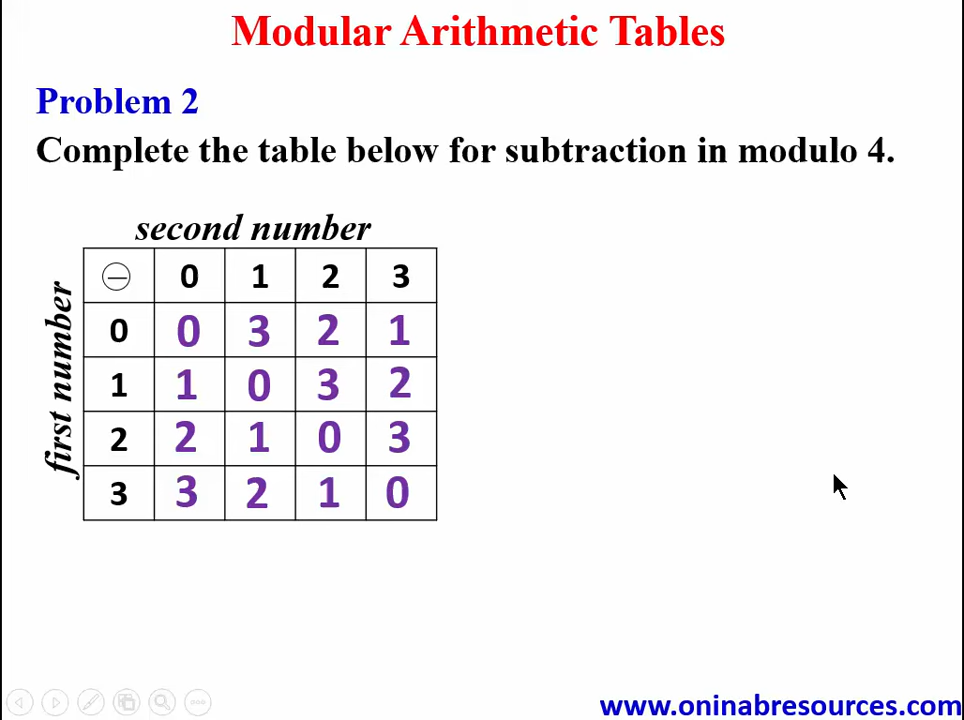 Modular Arithmetic Tables
Problem 2
Complete the table below for subtraction in modulo 4.
second number
first number
⊖ 0 1 2 3
0 0 3 2 1
1 1 0 3 2
2 2 1 0 3
3 3 2 1 0
www.oninabresources.com